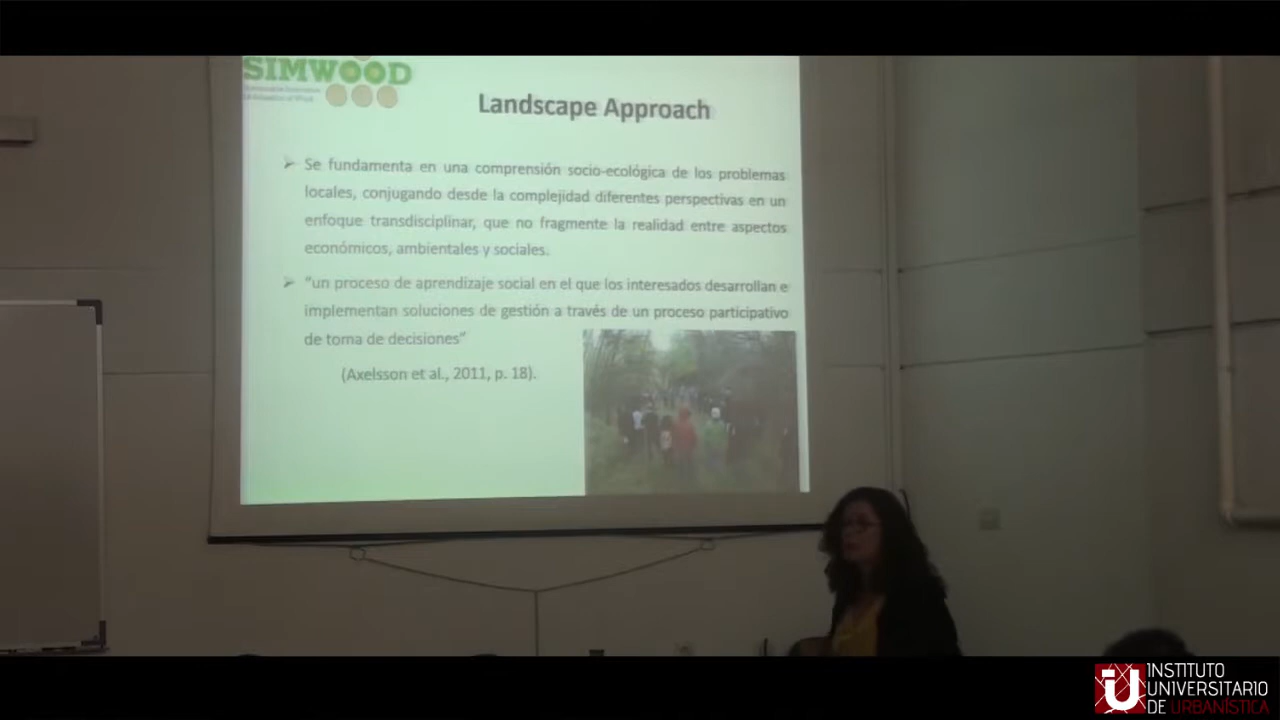 SIMWOOD
Landscape Approach
Se fundamenta en una comprensión socio-ecológica de los problemas
locales, conjugando desde la complejidad diferentes perspectivas en un
enfoque transdisciplinar, que no fragmente la realidad entre aspectos
económicos, ambientales y sociales.
"un proceso de aprendizaje social en el que los interesados desarrollan e
implementan soluciones de gestión a través de un proceso participativo
de toma de decisiones"
(Axelsson et al., 2011, p. 18).
INSTITUTO
UNIVERSITARIO
DE URBANÍSTICA